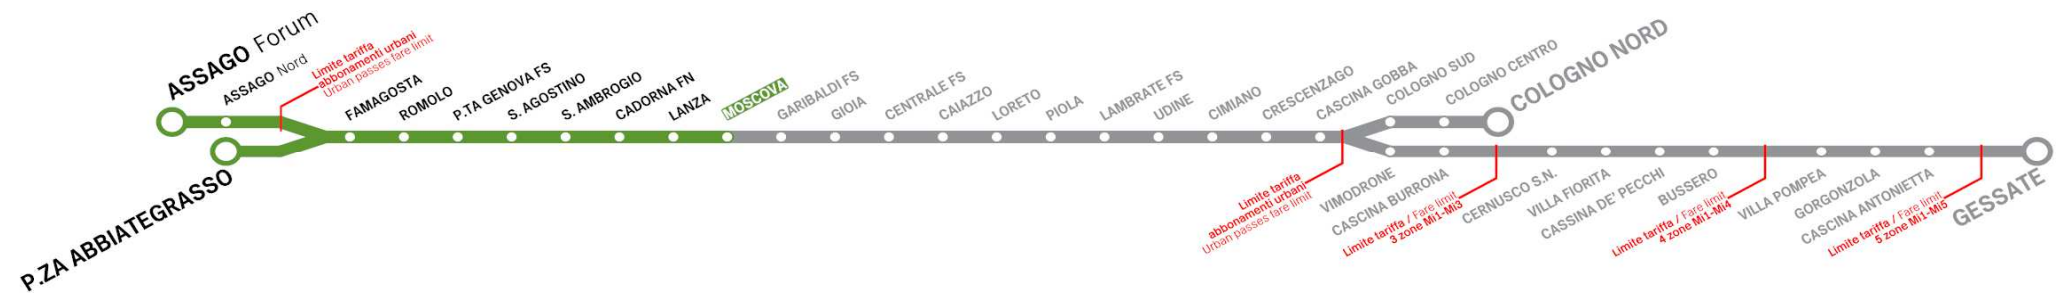 ASSAGO Forum
ASSAGO Nord
Limite tariffa
abbonamenti urbani
Urban passes fare limit
P.ZA ABBIATEGRASSO
FAMAGOSTA
ROMOLO
P.TA GENOVA FS
S. AGOSTINO
S. AMBROGIO
CADORNA FN
LANZA
MOSCOVA
GARIBALDI FS
GIOIA
CENTRALE FS
CAIAZZO
LORETO
PIOLA
LAMBRATE FS
UDINE
CIMIANO
CRESCENZAGO
CASCINA GOBBA
COLOGNO SUD
COLOGNO CENTRO
COLOGNO NORD
Limite tariffa
abbonamenti urbani
Urban passes fare limit
VIMODRONE
CASCINA BURRONA
Limite tariffa / Fare limit
3 zone Mi1-Mi3
CERNUSCO S.N.
VILLA FIORITA
CASSINA DE' PECCHI
BUSSERO
Limite tariffa / Fare limit
4 zone Mi1-Mi4
VILLA POMPEA
GORGONZOLA
CASCINA ANTONIETTA
Limite tariffa / Fare limit
5 zone Mi1-Mi5
GESSATE